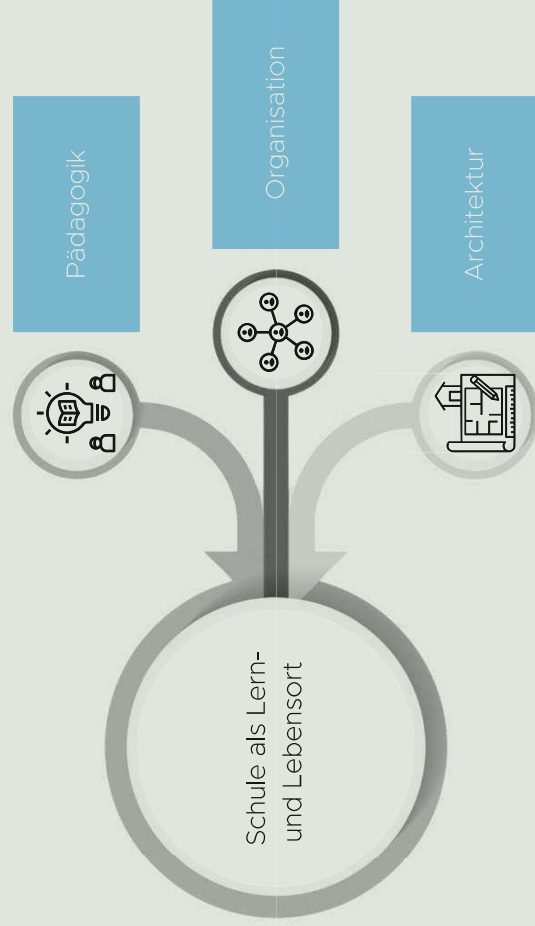 Pädagogik
Organisation
Architektur
Schule als Lern-
und Lebensort